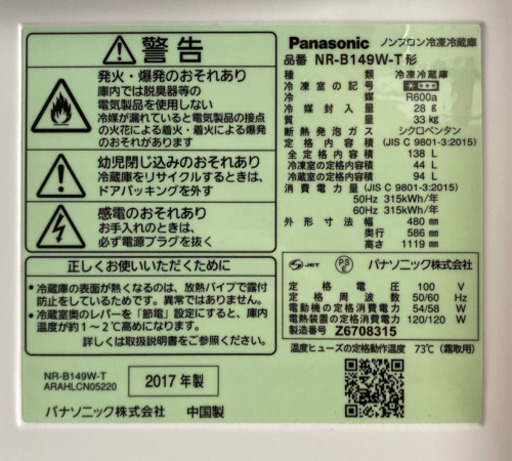 警告
発火・爆発のおそれあり
庫内では脱臭器等の
電気製品を使用しない
冷媒が漏れていると電気製品の接点
の火花による着火・着火による爆発
のおそれがあります
幼児閉じ込みのおそれあり
冷蔵庫をリサイクルするときは、
ドアパッキングを外す
感電のおそれあり
お手入れのときは、
必ず電源プラグを抜く
正しくお使いいただくために
●冷蔵庫の表面が熱くなるのは、放熱パイプで露付
防止をしているためです。異常ではありません。
●冷蔵室奥のレバーを「節電」設定にすると、庫内
温度が約1～2℃高めになります。
詳しくは取扱説明書をご参照ください。
NR-B149W-T
ARAHLCN05220
2017年製
パナソニック株式会社 中国製
Panasonic ノンフロン冷凍冷蔵庫
品番 NR-B149W-T形
種類 冷凍冷蔵庫
冷凍室の記号 ＊***
冷媒 R600a
冷媒封入量 28 g
質量 33 kg
断熱発泡ガス シクロペンタン
定格内容積 (JIS C 9801-3:2015)
全定格内容積 138 L
冷凍室の定格内容積 44 L
冷蔵室の定格内容積 94 L
消費電力量 (JIS C 9801-3:2015)
50Hz 315kWh/年
60Hz 315kWh/年
外形寸法 幅 480 mm
奥行 586 mm
高さ 1119 mm
S JET PS E パナソニック株式会社
定格電圧 100 V
定格周波数 50/60 Hz
電動機の定格消費電力 54/58 W
電熱装置の定格消費電力 120/120 W
製造番号 Z6708315
温度ヒューズの定格動作温度 73℃（霜取用）